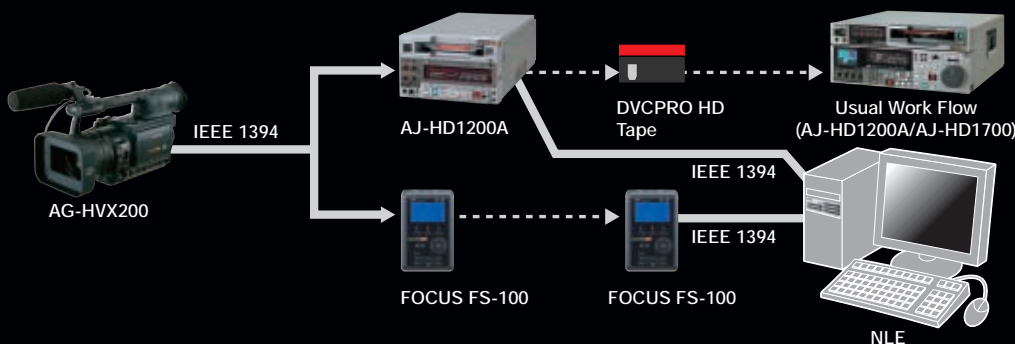 IEEE 1394
AG-HVX200
AJ-HD1200A
DVCPRO HD
Tape
Usual Work Flow
(AJ-HD1200A/AJ-HD1700)
IEEE 1394
FOCUS FS-100
FOCUS FS-100
IEEE 1394
NLE